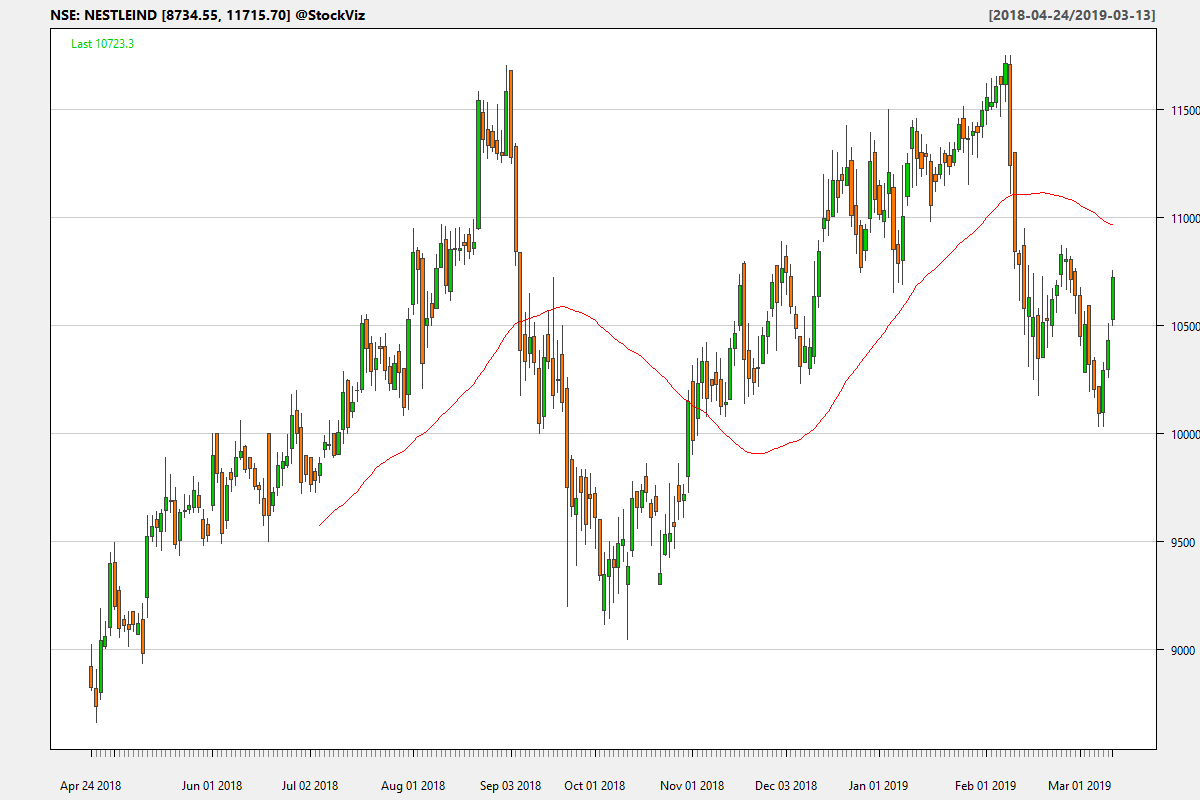 NSE: NESTLEIND [8734.55, 11715.70] @StockViz [2018-04-24/2019-03-13]
Last 10723.3
11500
11000
10500
10000
9500
9000
Apr 24 2018 Jun 01 2018 Jul 02 2018 Aug 01 2018 Sep 03 2018 Oct 01 2018 Nov 01 2018 Dec 03 2018 Jan 01 2019 Feb 01 2019 Mar 01 2019